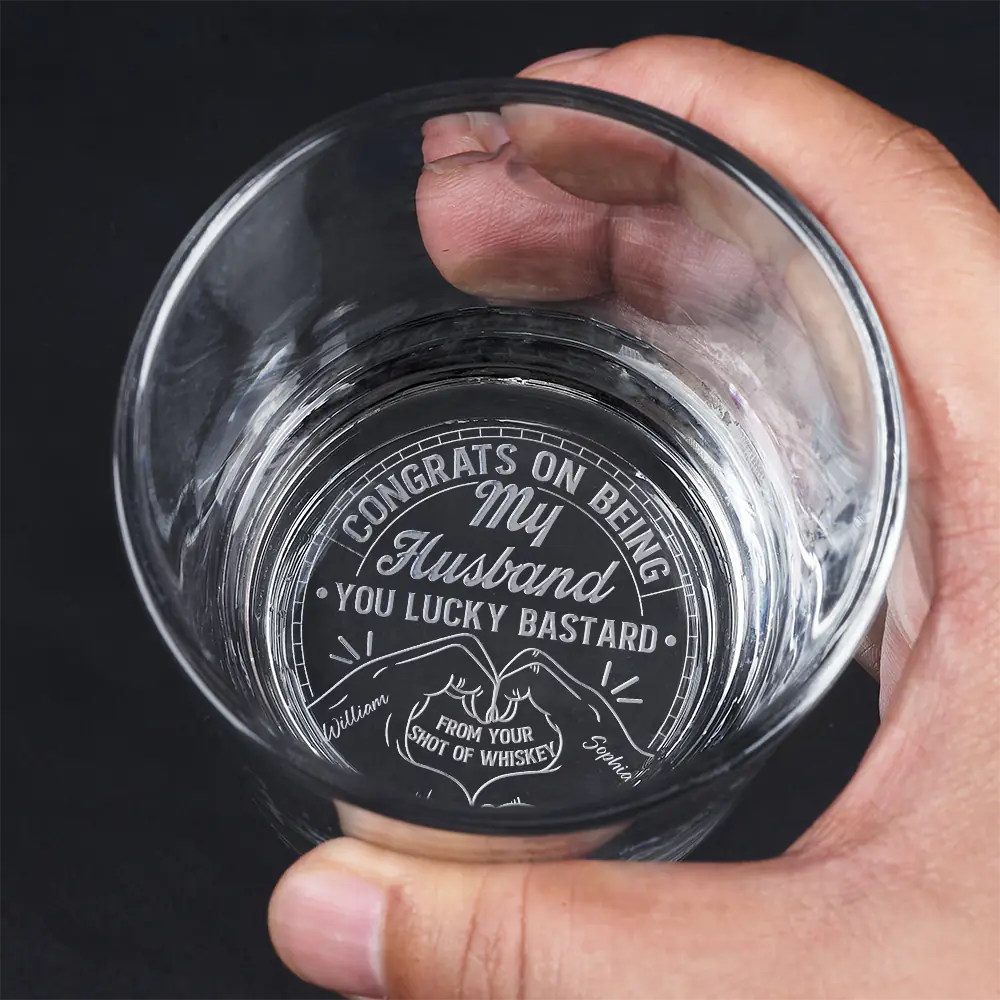 CONGRATS ON BEING
My
Husband
• YOU LUCKY BASTARD •
William
FROM YOUR
SHOT OF WHISKEY
Sophia